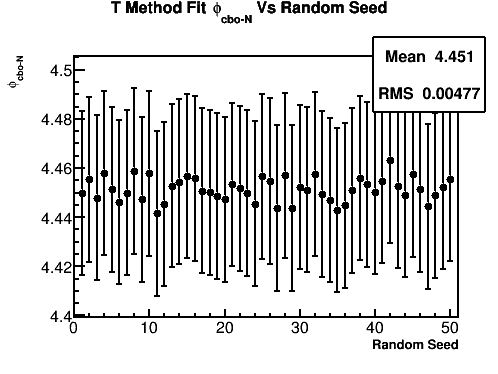 T Method Fit ϕcbo-N Vs Random Seed
Mean 4.451
RMS 0.00477
ϕcbo-N
4.5
4.48
4.46
4.44
4.42
4.4
0 10 20 30 40 50
Random Seed